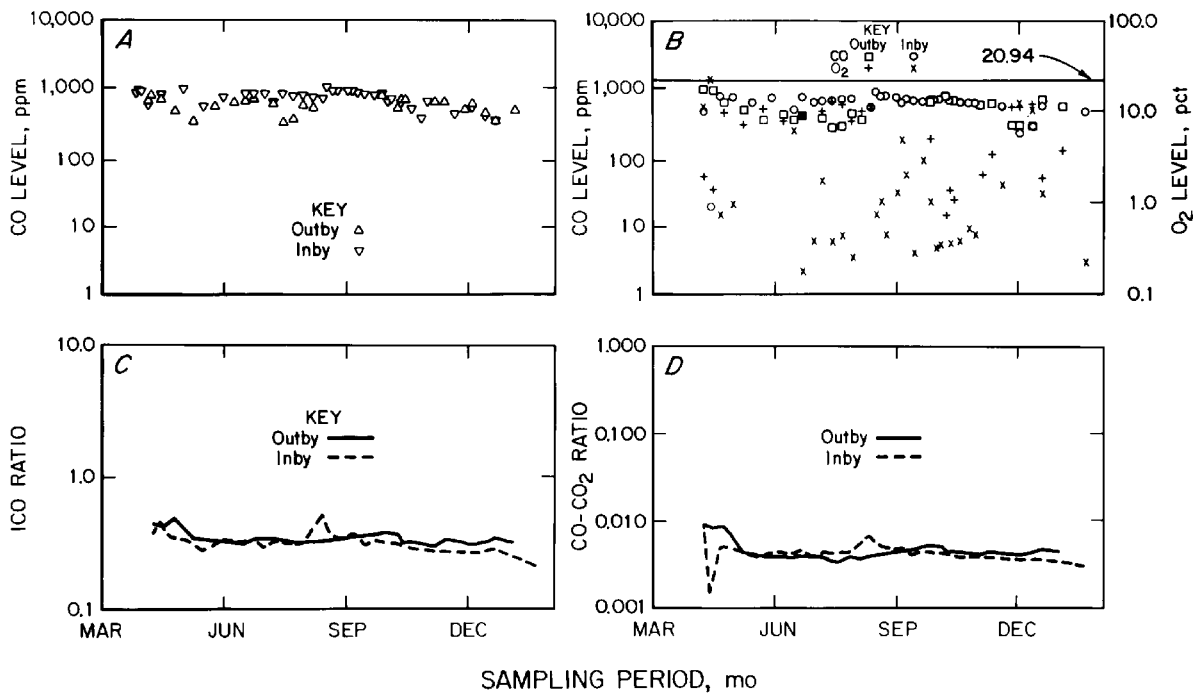 A
CO LEVEL, ppm
10,000
1,000
100
10
1
KEY
Outby
Inby
B
CO LEVEL, ppm
10,000
1,000
100
10
1
KEY
Outby Inby
CO
O2
20.94
100.0
10.0
1.0
0.1
O2 LEVEL, pct
C
ICO RATIO
10.0
1.0
0.1
KEY
Outby
Inby
MAR JUN SEP DEC
D
CO-CO2 RATIO
1.000
0.100
0.010
0.001
Outby
Inby
MAR JUN SEP DEC
SAMPLING PERIOD, mo